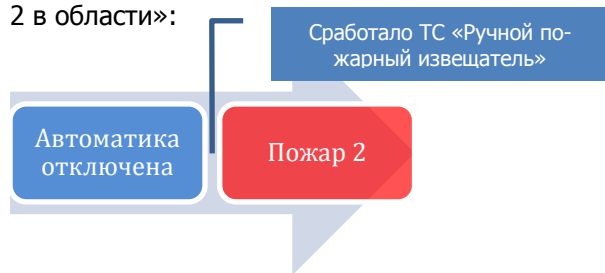 2 в области»:
Сработало ТС «Ручной по-
жарный извещатель»
Автоматика
отключена
Пожар 2